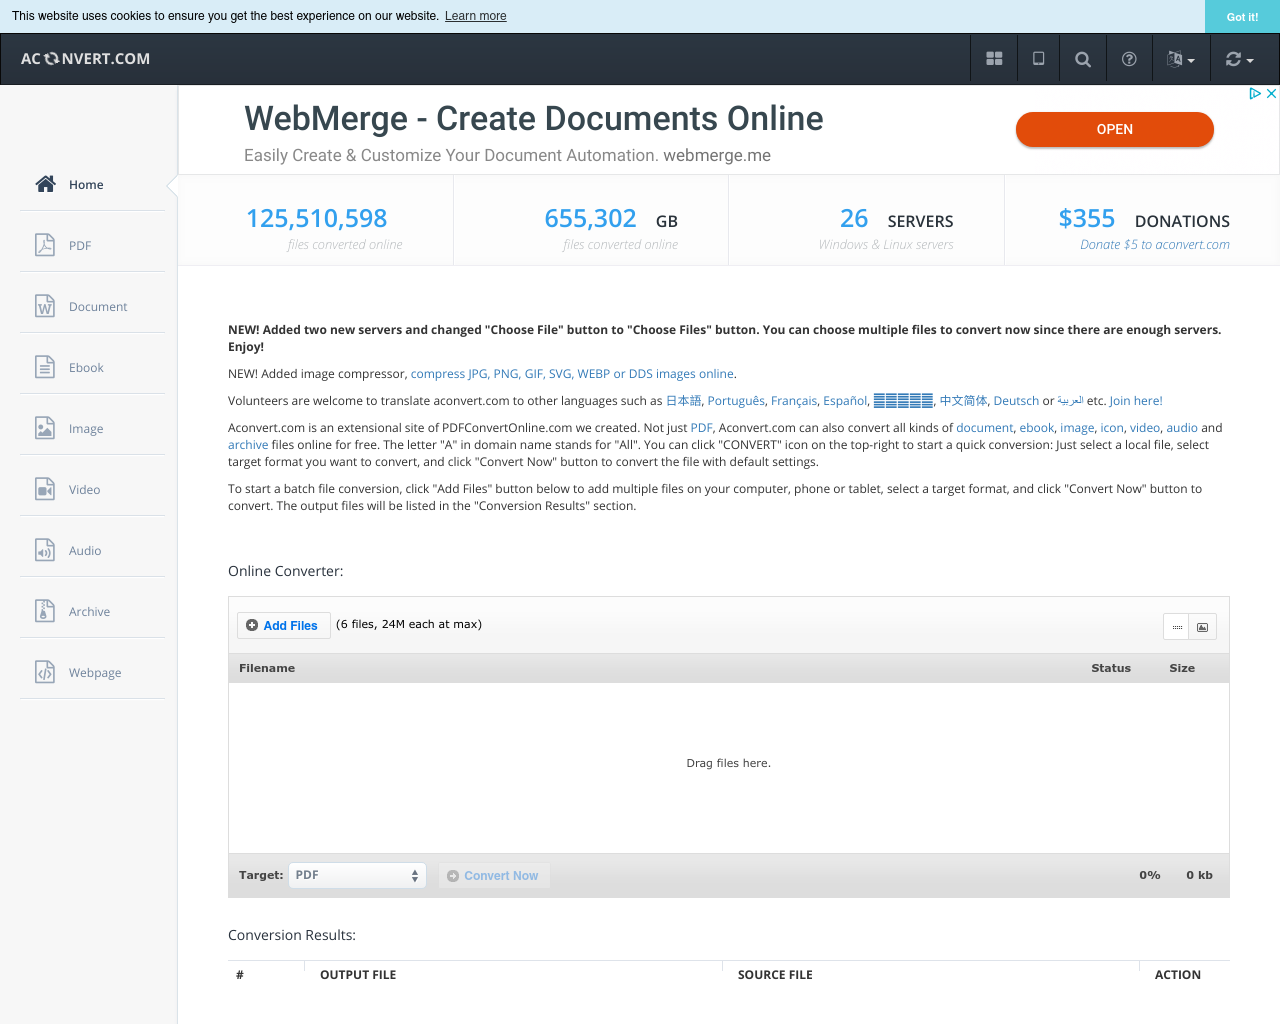 This website uses cookies to ensure you get the best experience on our website. Learn more
Got it!
AC NVERT.COM
WebMerge - Create Documents Online
Easily Create & Customize Your Document Automation. webmerge.me
OPEN
Home
PDF
Document
Ebook
Image
Video
Audio
Archive
Webpage
125,510,598
files converted online
655,302 GB
files converted online
26 SERVERS
Windows & Linux servers
$355 DONATIONS
Donate $5 to aconvert.com
NEW! Added two new servers and changed "Choose File" button to "Choose Files" button. You can choose multiple files to convert now since there are enough servers.
Enjoy!
NEW! Added image compressor, compress JPG, PNG, GIF, SVG, WEBP or DDS images online.
Volunteers are welcome to translate aconvert.com to other languages such as 日本語, Português, Français, Español, , 中文简体, Deutsch or العربية etc. Join here!
Aconvert.com is an extensional site of PDFConvertOnline.com we created. Not just PDF, Aconvert.com can also convert all kinds of document, ebook, image, icon, video, audio and
archive files online for free. The letter "A" in domain name stands for "All". You can click "CONVERT" icon on the top-right to start a quick conversion: Just select a local file, select
target format you want to convert, and click "Convert Now" button to convert the file with default settings.
To start a batch file conversion, click "Add Files" button below to add multiple files on your computer, phone or tablet, select a target format, and click "Convert Now" button to
convert. The output files will be listed in the "Conversion Results" section.
Online Converter:
Add Files (6 files, 24M each at max)
Filename Status Size
Drag files here.
Target: PDF Convert Now 0% 0 kb
Conversion Results:
# OUTPUT FILE SOURCE FILE ACTION